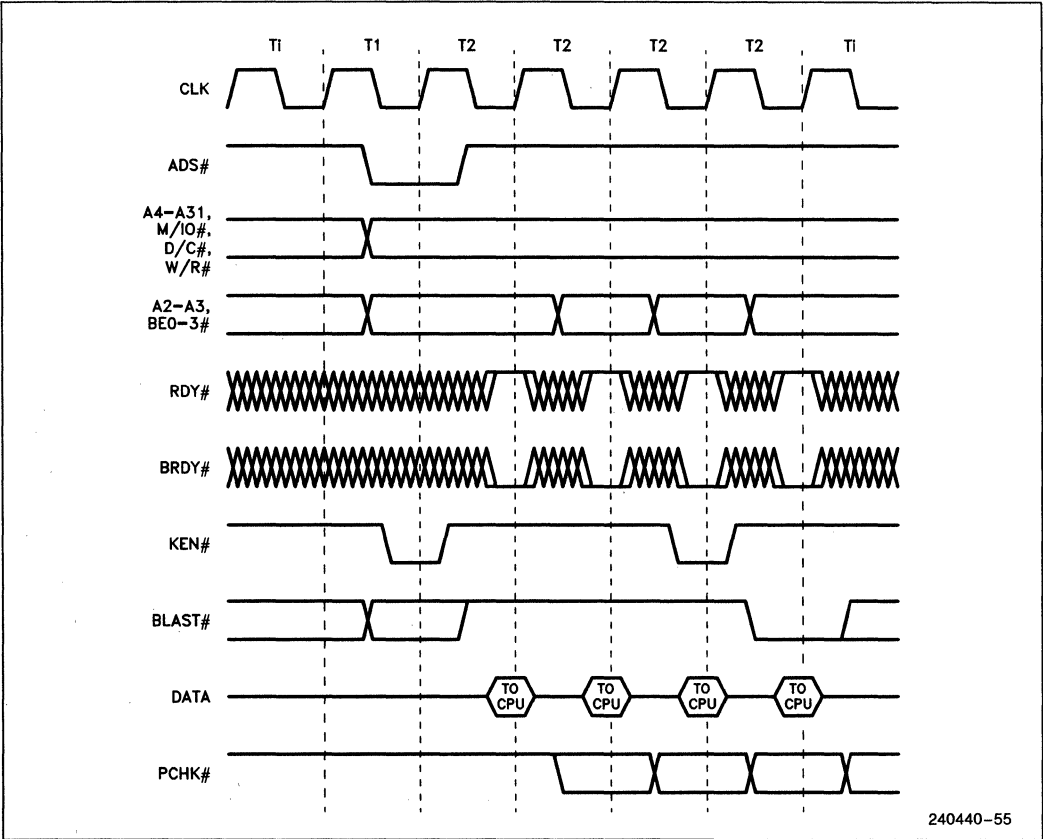 Ti T1 T2 T2 T2 T2 Ti
CLK
ADS#
A4–A31,
M/IO#,
D/C#,
W/R#
A2–A3,
BE0–3#
RDY#
BRDY#
KEN#
BLAST#
DATA
TO TO TO TO
CPU CPU CPU CPU
PCHK#
240440–55